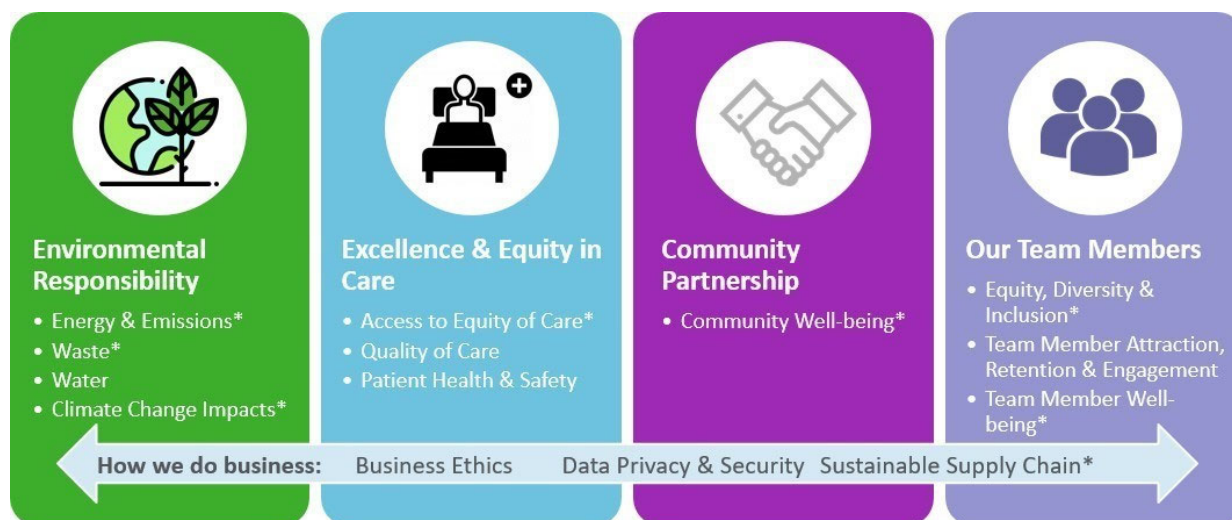 Environmental
Responsibility
• Energy & Emissions*
• Waste*
• Water
• Climate Change Impacts*
Excellence & Equity in
Care
• Access to Equity of Care*
• Quality of Care
• Patient Health & Safety
Community
Partnership
• Community Well-being*
Our Team Members
• Equity, Diversity &
Inclusion*
• Team Member Attraction,
Retention & Engagement
• Team Member Well-
being*
How we do business: Business Ethics Data Privacy & Security Sustainable Supply Chain*